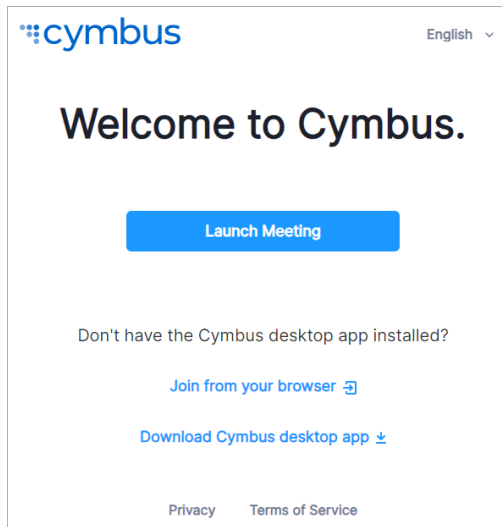 cymbus
English
Welcome to Cymbus.
Launch Meeting
Don't have the Cymbus desktop app installed?
Join from your browser
Download Cymbus desktop app
Privacy Terms of Service